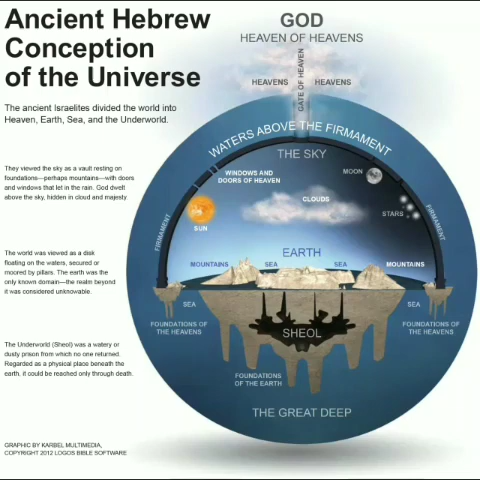 Ancient Hebrew
Conception
of the Universe
The ancient Israelites divided the world into
Heaven, Earth, Sea, and the Underworld.
They viewed the sky as a vault resting on
foundations—perhaps mountains—with doors
and windows that let in the rain. God dwelt
above the sky, hidden in cloud and majesty.
The world was viewed as a disk
floating on the waters, secured or
moored by pillars. The earth was the
only known domain—the realm beyond
it was considered unknowable.
The Underworld (Sheol) was a watery or
dusty prison from which no one returned.
Regarded as a physical place beneath the
earth, it could be reached only through death.
GRAPHIC BY KARBEL MULTIMEDIA,
COPYRIGHT 2012 LOGOS BIBLE SOFTWARE
GOD
HEAVEN OF HEAVENS
HEAVENS
GATE OF HEAVEN
HEAVENS
WATERS ABOVE THE FIRMAMENT
THE SKY
WINDOWS AND
DOORS OF HEAVEN
MOON
CLOUDS
STARS
SUN
FIRMAMENT
FIRMAMENT
EARTH
MOUNTAINS
SEA
SEA
MOUNTAINS
SEA
SEA
FOUNDATIONS OF
THE HEAVENS
FOUNDATIONS OF
THE HEAVENS
SHEOL
FOUNDATIONS
OF THE EARTH
THE GREAT DEEP